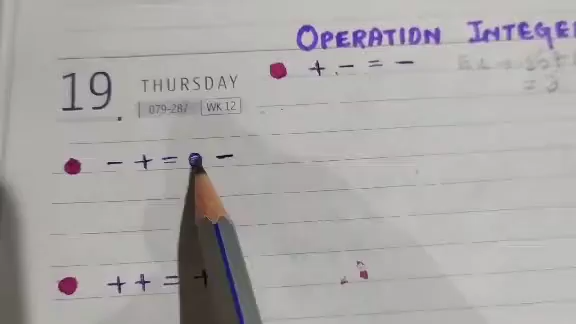 OPERATION INTEGE
19 THURSDAY
079-287 WK 12
+ - = -
- + = -
+ + = +